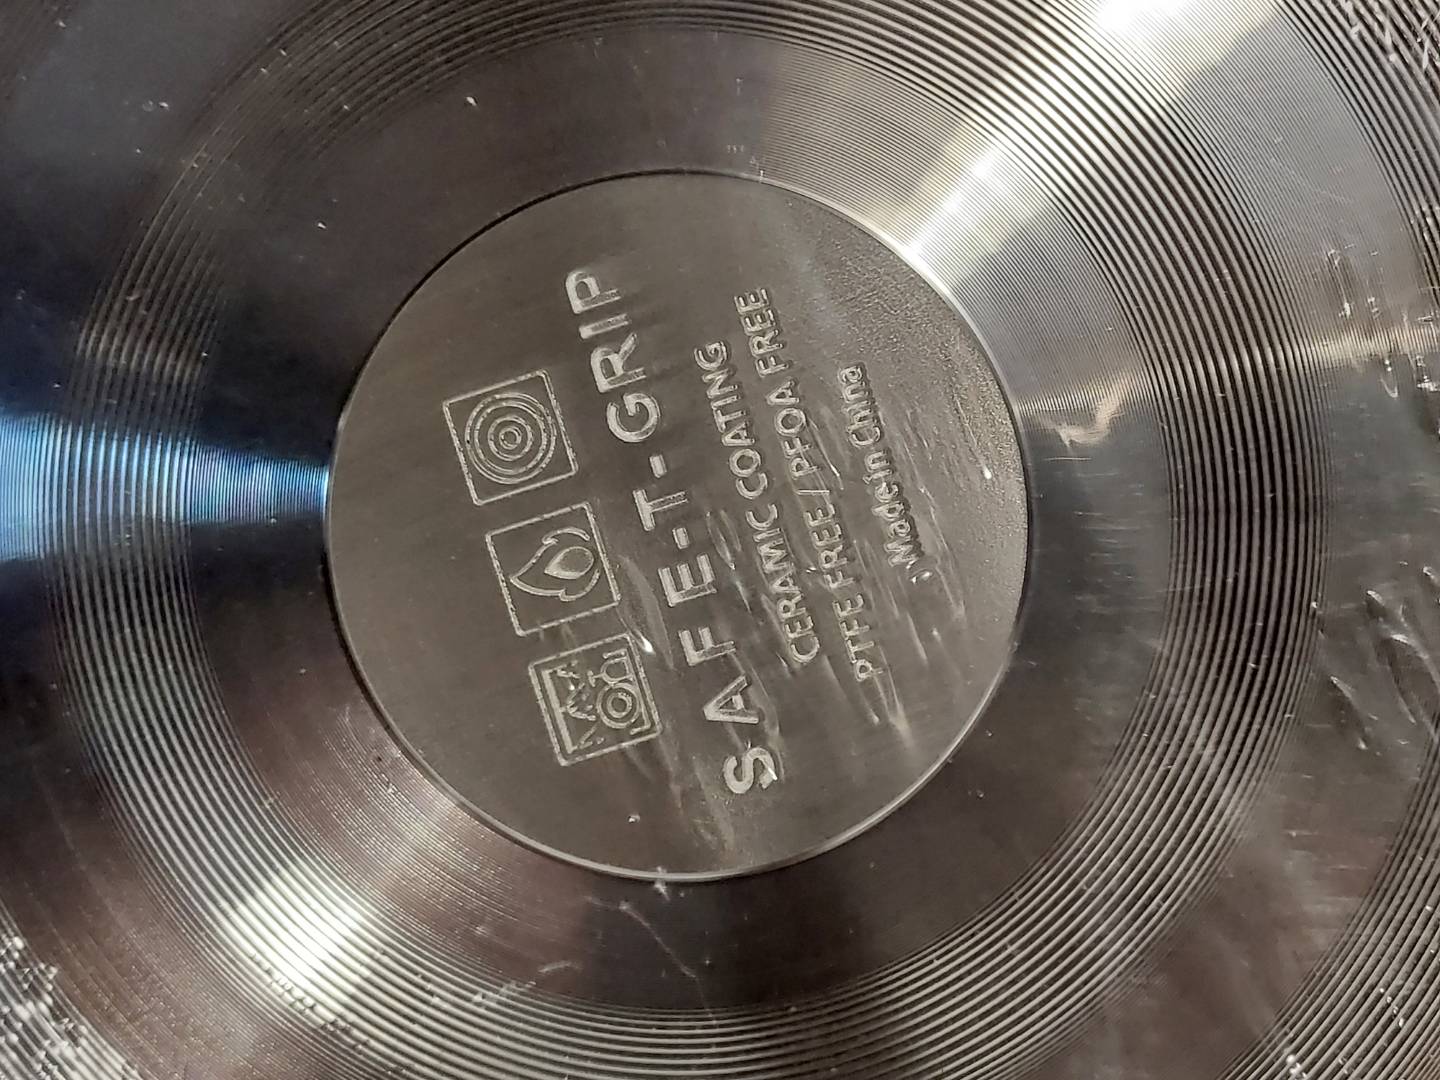 SAFE-T-GRIP
CERAMIC COATING
PTFE FREE / PFOA FREE
Made in China